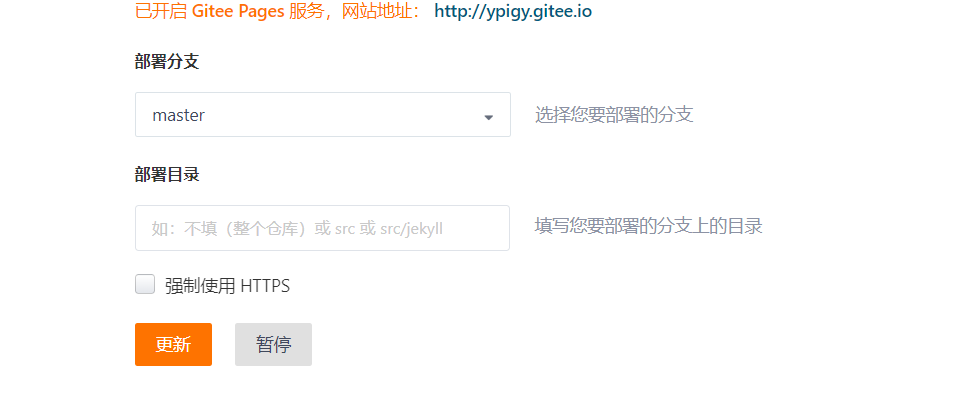 已开启 Gitee Pages 服务，网站地址： http://ypigy.gitee.io
部署分支
master 选择您要部署的分支
部署目录
如：不填（整个仓库）或 src 或 src/jekyll 填写您要部署的分支上的目录
强制使用 HTTPS
更新 暂停